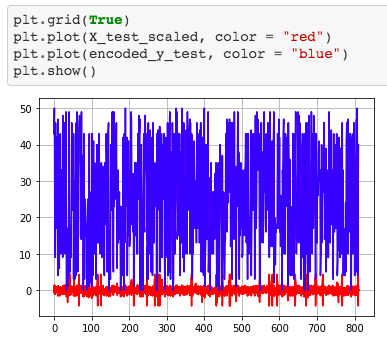 plt.grid(True)
plt.plot(X_test_scaled, color = "red")
plt.plot(encoded_y_test, color = "blue")
plt.show()
50
40
30
20
10
0
0 100 200 300 400 500 600 700 800